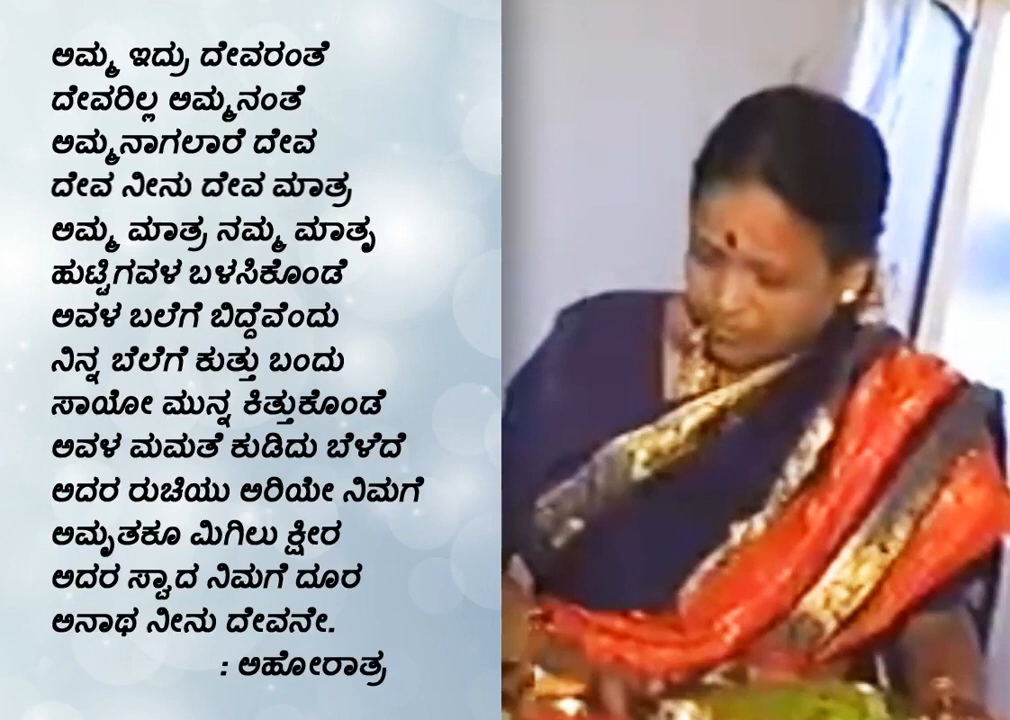 ಅಮ್ಮ ಇದ್ರು ದೇವರಂತೆ
ದೇವರಿಲ್ಲ ಅಮ್ಮನಂತೆ
ಅಮ್ಮನಾಗಲಾರೆ ದೇವ
ದೇವ ನೀನು ದೇವ ಮಾತ್ರ
ಅಮ್ಮ ಮಾತ್ರ ನಮ್ಮ ಮಾತೃ
ಹುಟ್ಟಿಗವಳ ಬಳಸಿಕೊಂಡೆ
ಅವಳ ಬಲೆಗೆ ಬಿದ್ದೆವೆಂದು
ನಿನ್ನ ಬೆಲೆಗೆ ಕುತ್ತು ಬಂದು
ಸಾಯೋ ಮುನ್ನ ಕಿತ್ತುಕೊಂಡೆ
ಅವಳ ಮಮತೆ ಕುಡಿದು ಬೆಳೆದೆ
ಅದರ ರುಚಿಯು ಅರಿಯೇ ನಿಮಗೆ
ಅಮೃತಕೂ ಮಿಗಿಲು ಕ್ಷೀರ
ಅದರ ಸ್ವಾದ ನಿಮಗೆ ದೂರ
ಅನಾಥ ನೀನು ದೇವನೇ.
: ಅಹೋರಾತ್ರ